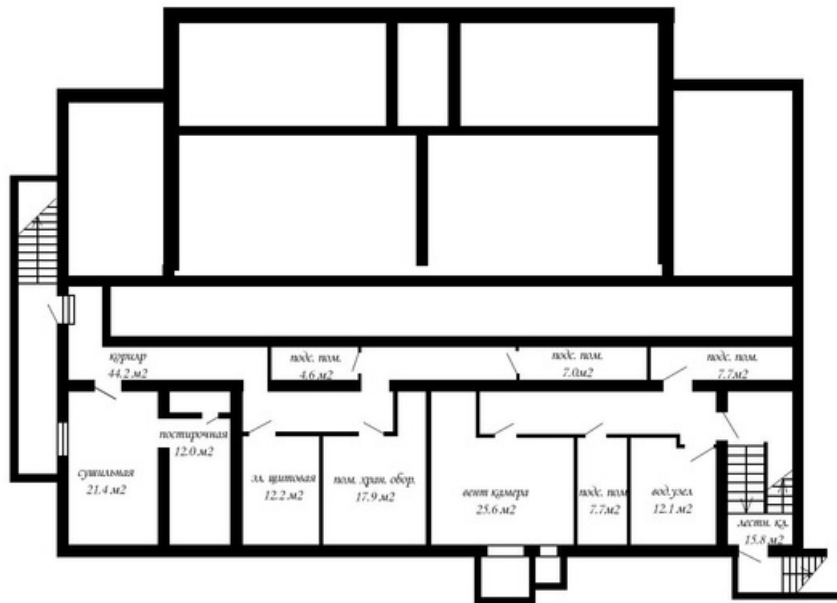 коридр
44.2 м2
подс. пом.
4.6 м2
подс. пом.
7.0м2
подс. пом.
7.7м2
сушильная
21.4 м2
постирочная
12.0 м2
эл. щитовая
12.2 м2
пом. хран. обор.
17.9 м2
вент камера
25.6 м2
подс. пом
7.7м2
вод.узел
12.1 м2
лестн. кл.
15.8 м2